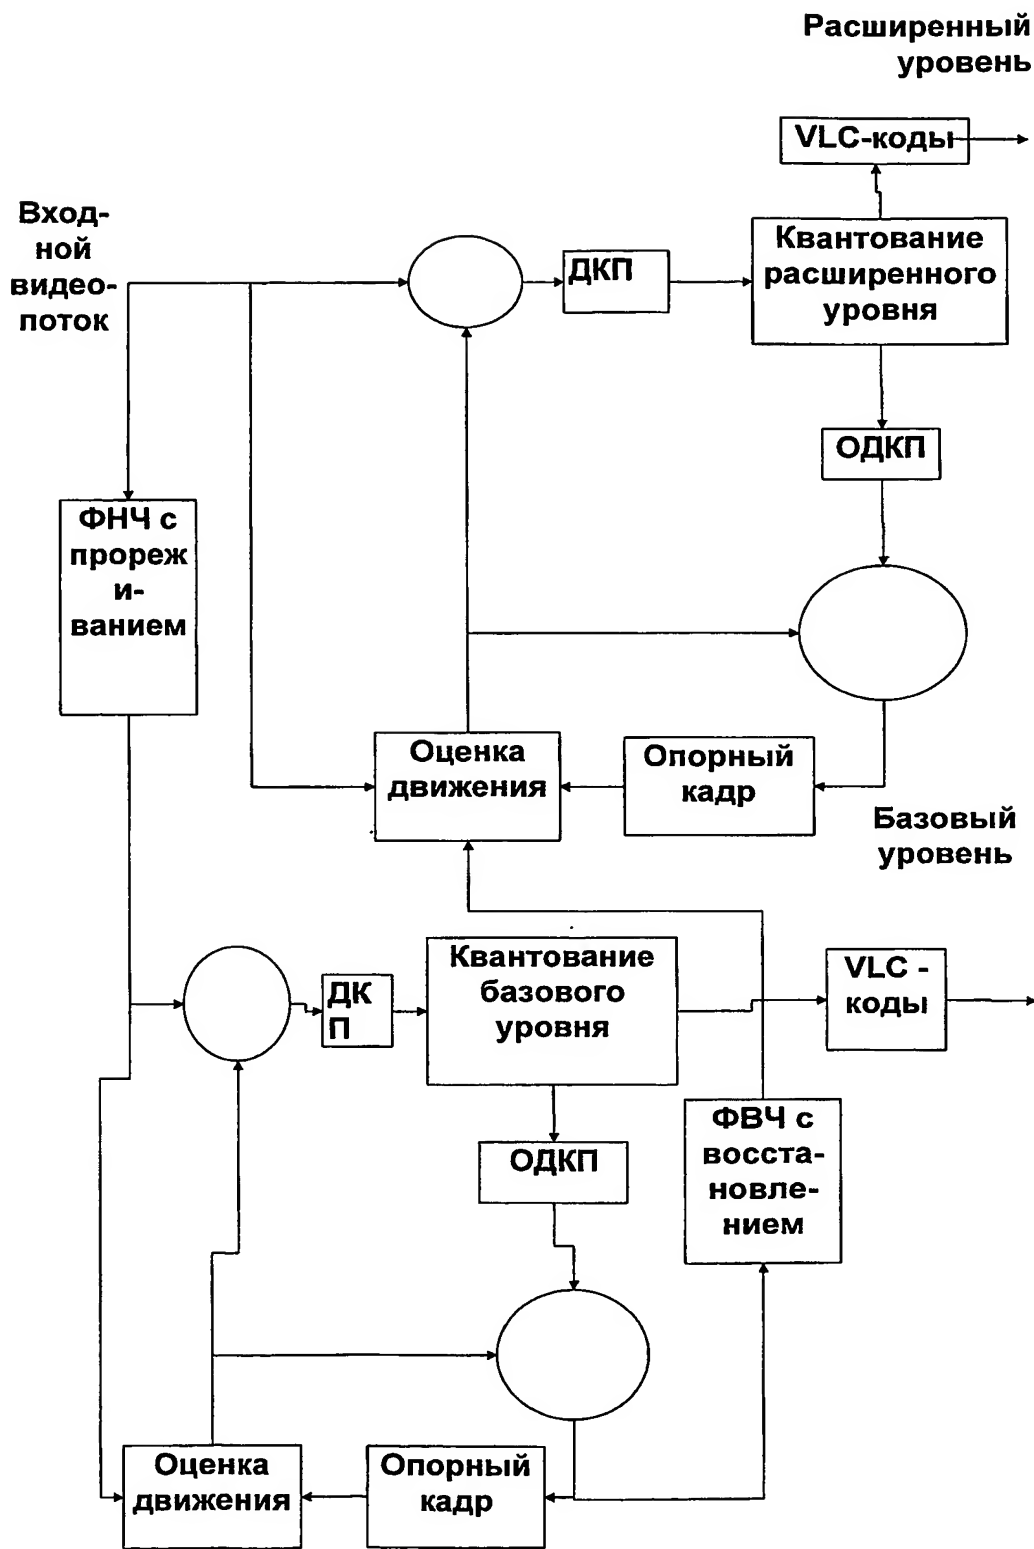 Расширенный
уровень
VLC-коды
Вход-
ной
видео-
поток
ДКП
Квантование
расширенного
уровня
ОДКП
ФНЧ с
прореж
и-
ванием
Оценка
движения
Опорный
кадр
Базовый
уровень
ДК
П
Квантование
базового
уровня
VLC -
коды
ОДКП
ФВЧ с
восста-
новле-
нием
Оценка
движения
Опорный
кадр